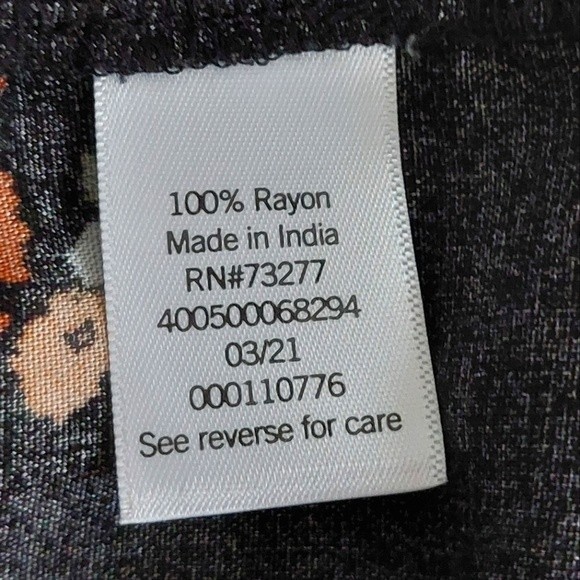 100% Rayon
Made in India
RN#73277
400500068294
03/21
000110776
See reverse for care